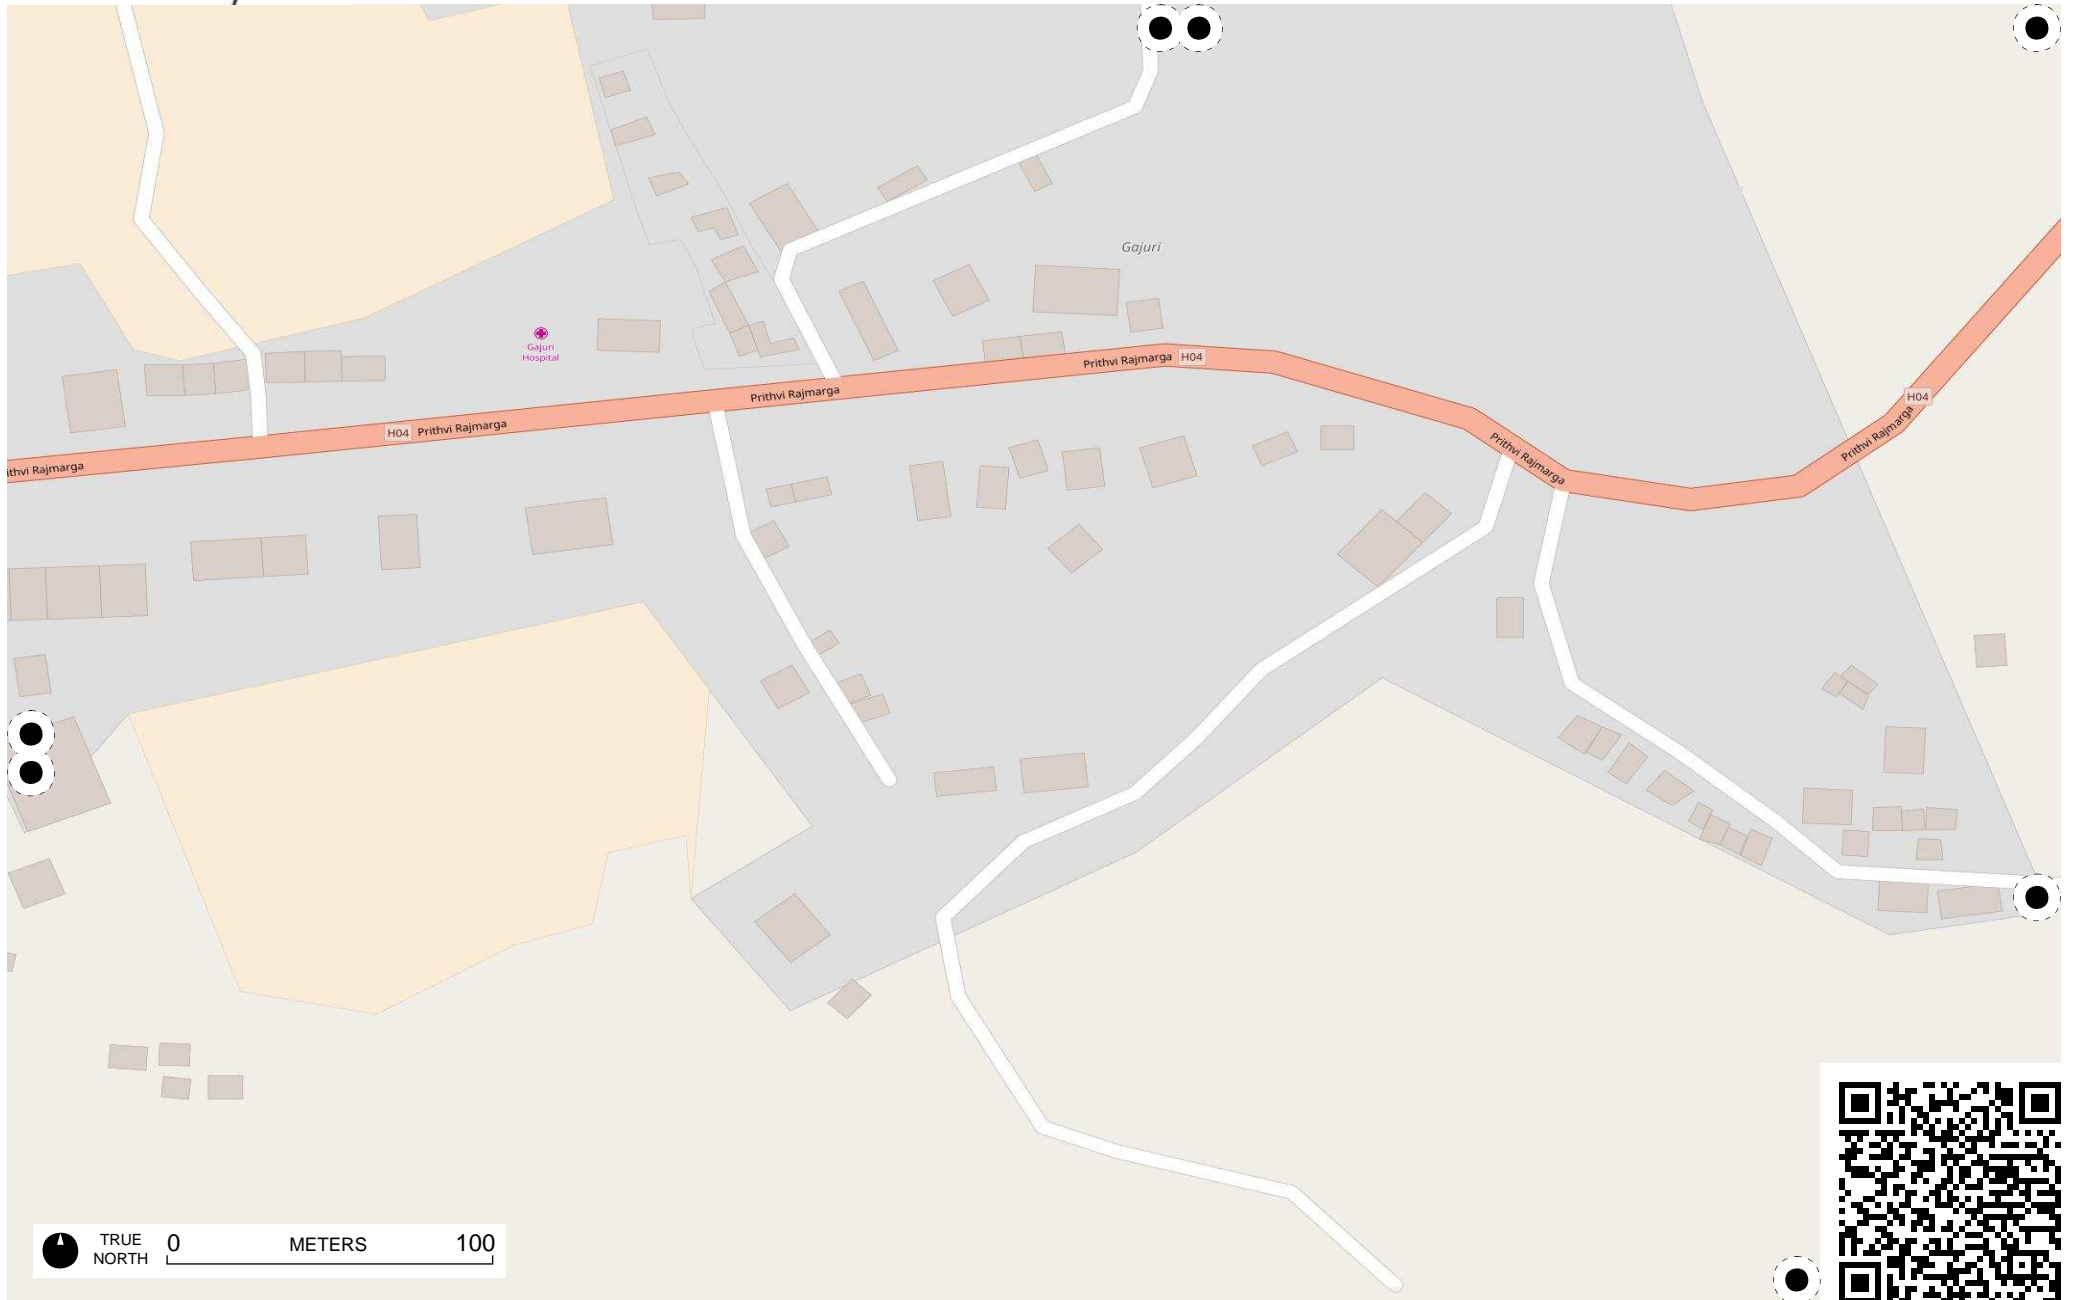 Gajuri
Gajuri
Hospital
Prithvi Rajmarga H04
H04
Prithvi Rajmarga
Prithvi Rajmarga
H04 Prithvi Rajmarga
Prithvi Rajmarga
ithvi Rajmarga
TRUE
NORTH
0 METERS 100